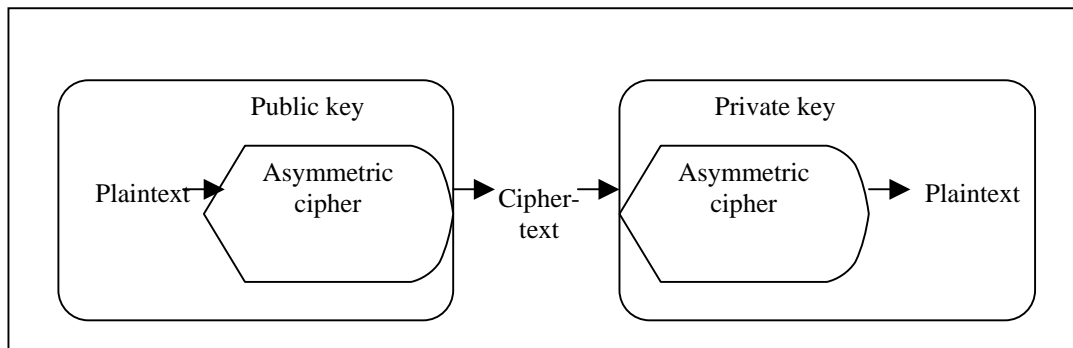 Public key
Private key
Plaintext
Asymmetric
cipher
Cipher-
text
Asymmetric
cipher
Plaintext